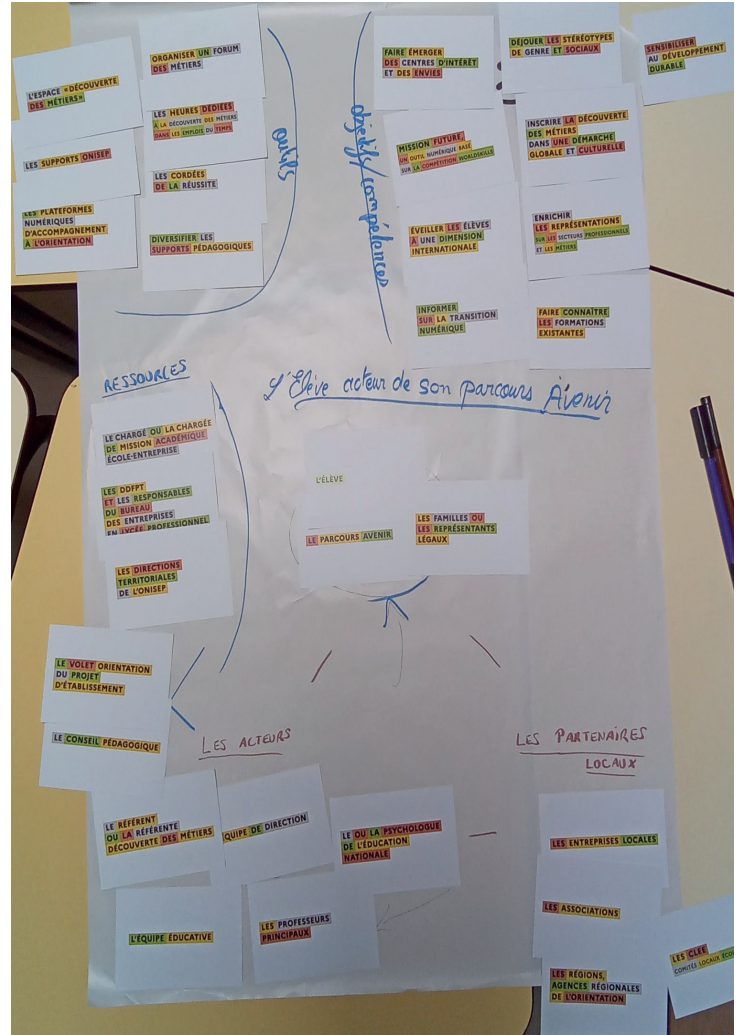 L'ESPACE «DÉCOUVERTE
DES MÉTIERS»
ORGANISER UN FORUM
DES MÉTIERS
LES SUPPORTS ONISEP
LES HEURES DÉDIÉES
À LA DÉCOUVERTE DES MÉTIERS
DANS LES EMPLOIS DU TEMPS
LES PLATEFORMES
NUMÉRIQUES
D'ACCOMPAGNEMENT
À L'ORIENTATION
LES CORDÉES
DE LA RÉUSSITE
DIVERSIFIER LES
SUPPORTS PÉDAGOGIQUES
outils
objectifs/compétences
FAIRE ÉMERGER
DES CENTRES D'INTÉRÊT
ET DES ENVIES
DÉJOUER LES STÉRÉOTYPES
DE GENRE ET SOCIAUX
SENSIBILISER
AU DÉVELOPPEMENT
DURABLE
MISSION FUTURE,
UN OUTIL NUMÉRIQUE BASÉ
SUR LA COMPÉTITION WORLDSKILLS
INSCRIRE LA DÉCOUVERTE
DES MÉTIERS
DANS UNE DÉMARCHE
GLOBALE ET CULTURELLE
ÉVEILLER LES ÉLÈVES
À UNE DIMENSION
INTERNATIONALE
ENRICHIR
LES REPRÉSENTATIONS
SUR LES SECTEURS PROFESSIONNELS
ET LES MÉTIERS
INFORMER
SUR LA TRANSITION
NUMÉRIQUE
FAIRE CONNAÎTRE
LES FORMATIONS
EXISTANTES
RESSOURCES
L'Élève acteur de son parcours Avenir
LE CHARGÉ OU LA CHARGÉE
DE MISSION ACADÉMIQUE
ÉCOLE-ENTREPRISE
LES DDFPT
ET LES RESPONSABLES
DU BUREAU
DES ENTREPRISES
EN LYCÉE PROFESSIONNEL
LES DIRECTIONS
TERRITORIALES
DE L'ONISEP
L'ÉLÈVE
LE PARCOURS AVENIR
LES FAMILLES OU
LES REPRÉSENTANTS
LÉGAUX
LE VOLET ORIENTATION
DU PROJET
D'ÉTABLISSEMENT
LE CONSEIL PÉDAGOGIQUE
LES ACTEURS
LE RÉFÉRENT
OU LA RÉFÉRENTE
DÉCOUVERTE DES MÉTIERS
QUIPE DE DIRECTION
LE OU LA PSYCHOLOGUE
DE L'ÉDUCATION
NATIONALE
L'ÉQUIPE ÉDUCATIVE
LES PROFESSEURS
PRINCIPAUX
LES PARTENAIRES
LOCAUX
LES ENTREPRISES LOCALES
LES ASSOCIATIONS
LES RÉGIONS,
AGENCES RÉGIONALES
DE L'ORIENTATION
LES CLÉE
COMITÉS LOCAUX ÉCO